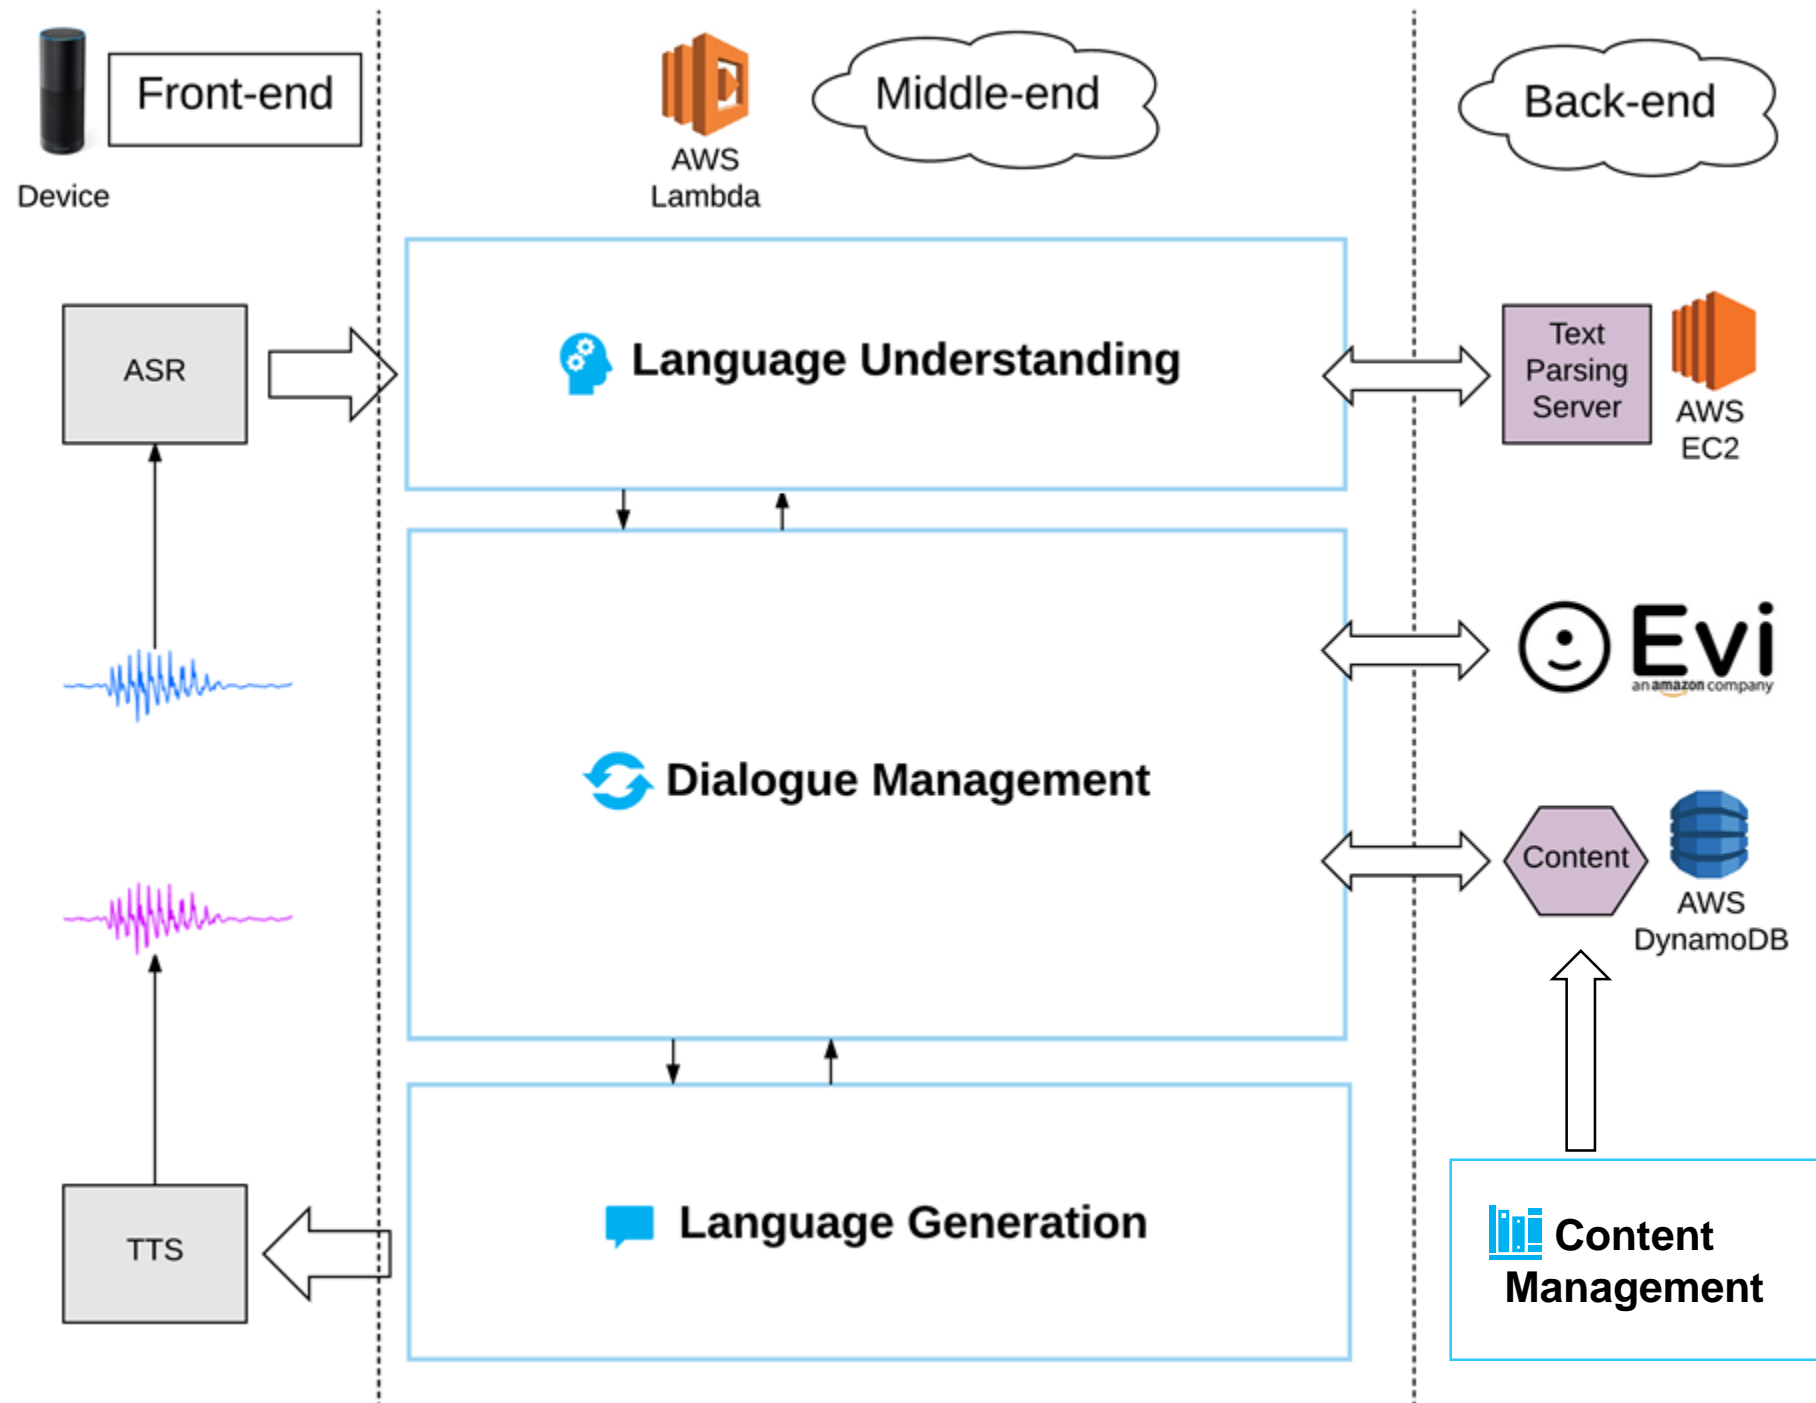 Front-end
Device
AWS
Lambda
Middle-end
Back-end
ASR
Language Understanding
Text
Parsing
Server
AWS
EC2
Evi
an amazon company
Dialogue Management
Content
AWS
DynamoDB
TTS
Language Generation
Content
Management